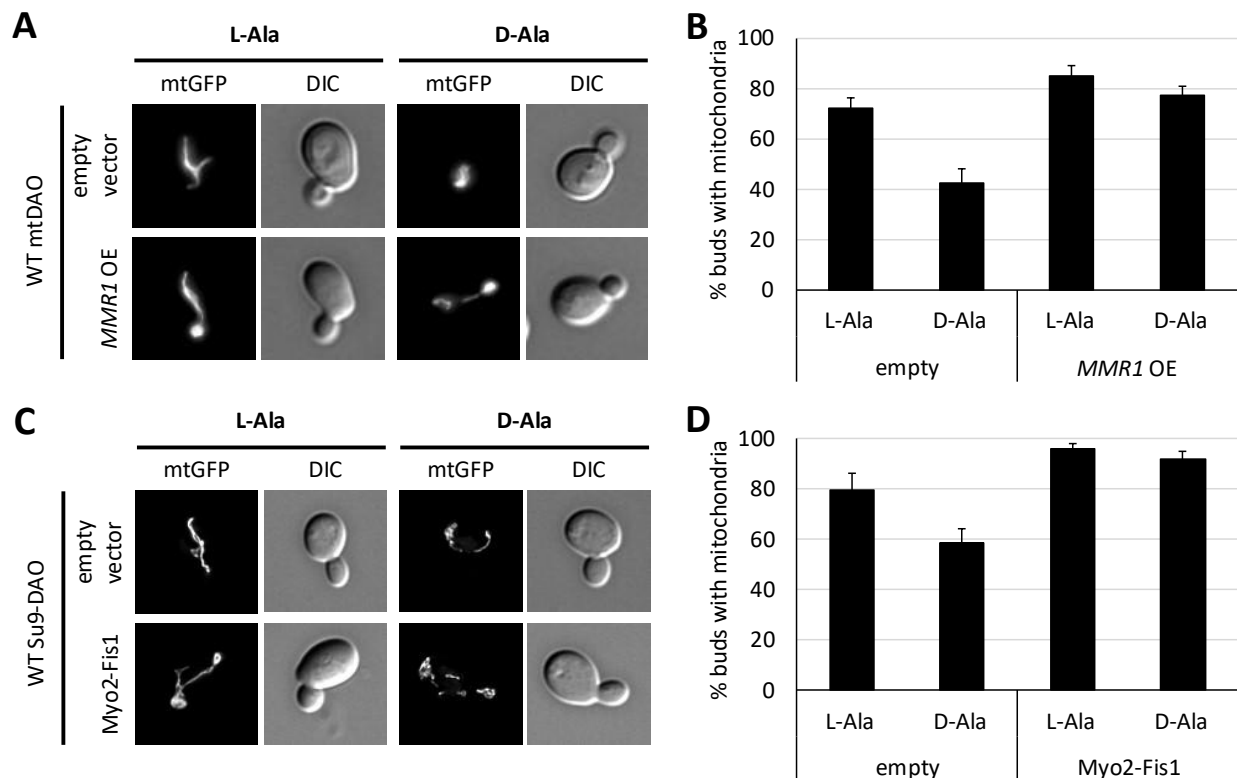 A
L-Ala
D-Ala
mtGFP
DIC
mtGFP
DIC
WT mtDAO
empty
vector
MMR1 OE
B
% buds with mitochondria
100
80
60
40
20
0
L-Ala
D-Ala
L-Ala
D-Ala
empty
MMR1 OE
C
L-Ala
D-Ala
mtGFP
DIC
mtGFP
DIC
WT Su9-DAO
empty
vector
Myo2-Fis1
D
% buds with mitochondria
100
80
60
40
20
0
L-Ala
D-Ala
L-Ala
D-Ala
empty
Myo2-Fis1